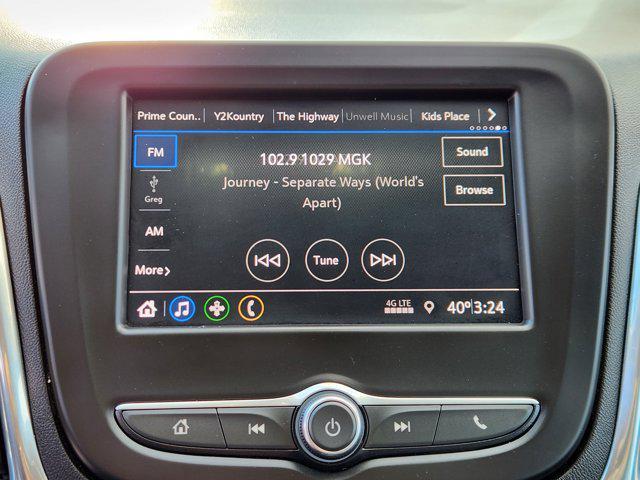 Prime Coun.. Y2Kountry The Highway Unwell Music Kids Place
FM
102.9 1029 MGK
Sound
Journey - Separate Ways (World's
Apart)
Greg
Browse
AM
Tune
More
4G LTE
40° 3:24